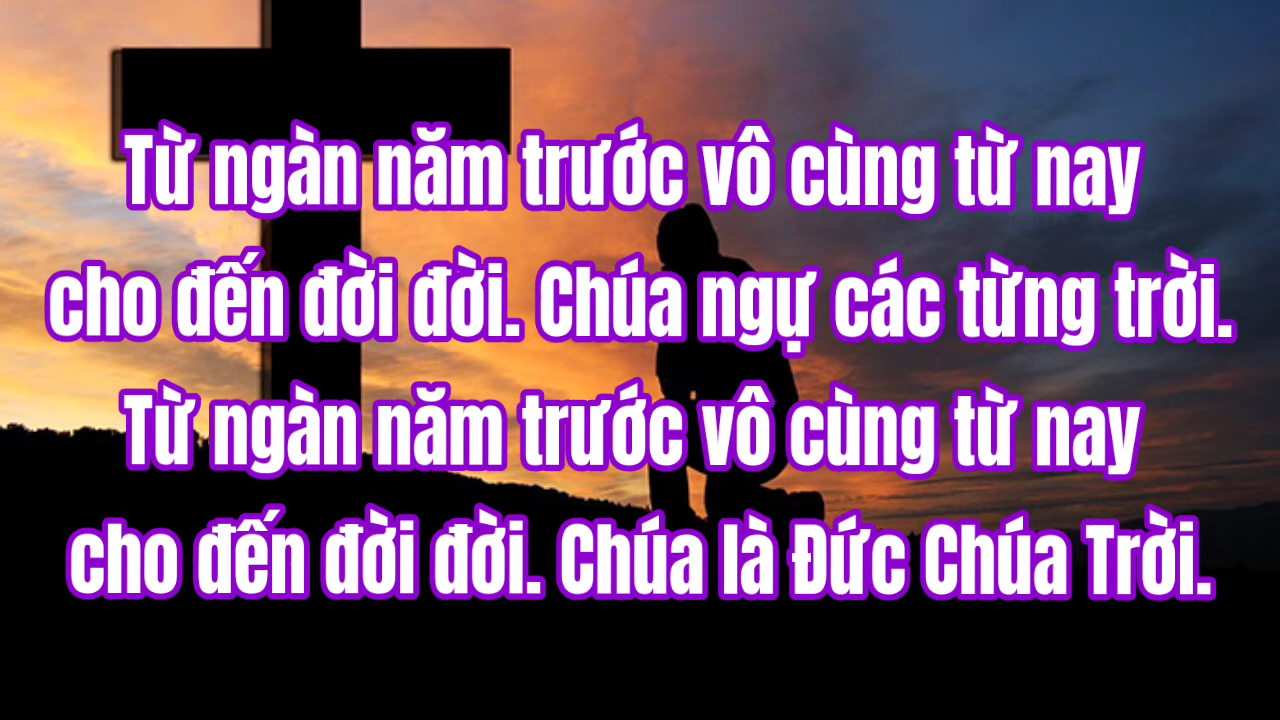 Từ ngàn năm trước vô cùng từ nay
cho đến đời đời. Chúa ngự các từng trời.
Từ ngàn năm trước vô cùng từ nay
cho đến đời đời. Chúa là Đức Chúa Trời.